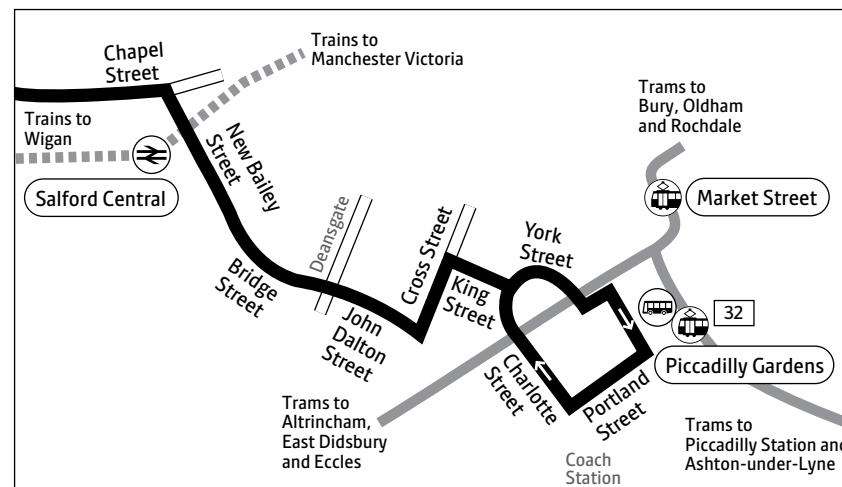 Chapel
Street
Trains to
Manchester Victoria
Trams to
Bury, Oldham
and Rochdale
Trains to
Wigan
New Bailey
Street
Salford Central
Market Street
Deansgate
Cross Street
York
Street
Bridge
Street
King
Street
32
John
Dalton
Street
Charlotte
Street
Piccadilly Gardens
Portland
Street
Trams to
Altrincham,
East Didsbury
and Eccles
Coach
Station
Trams to
Piccadilly Station and
Ashton-under-Lyne